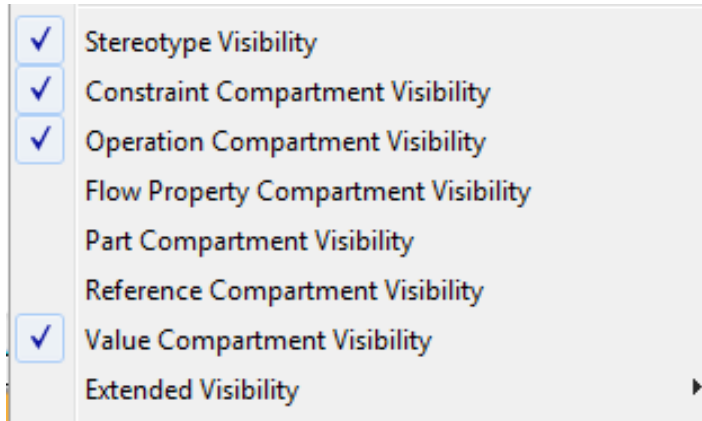 Stereotype Visibility
Constraint Compartment Visibility
Operation Compartment Visibility
Flow Property Compartment Visibility
Part Compartment Visibility
Reference Compartment Visibility
Value Compartment Visibility
Extended Visibility